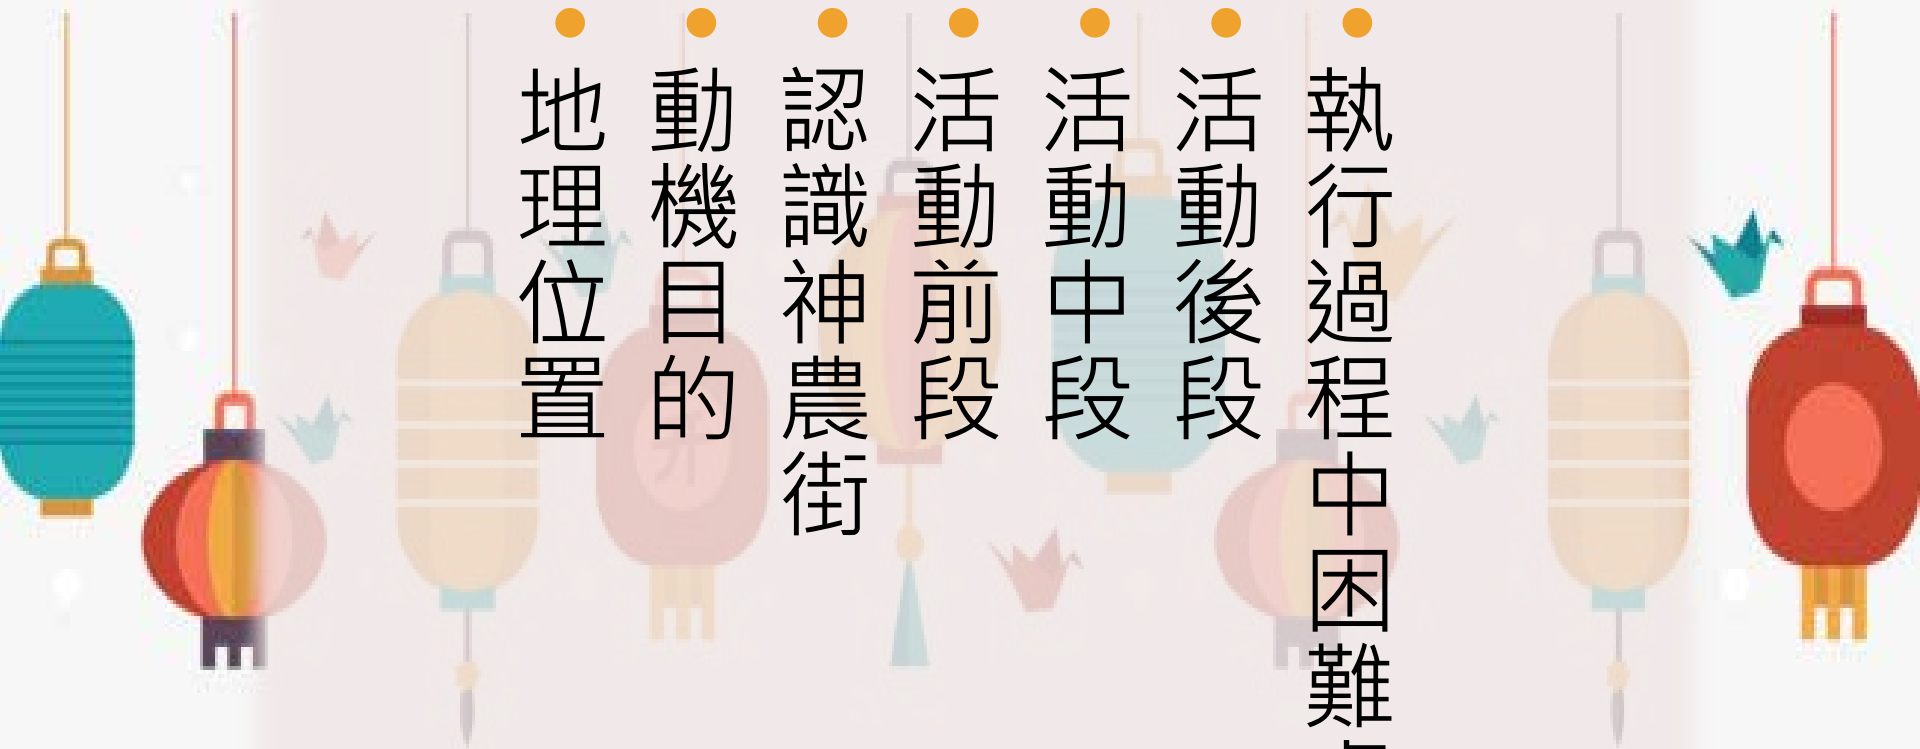 地理位置
動機目的
認識神農街
活動前段
活動中段
活動後段
執行過程中困難